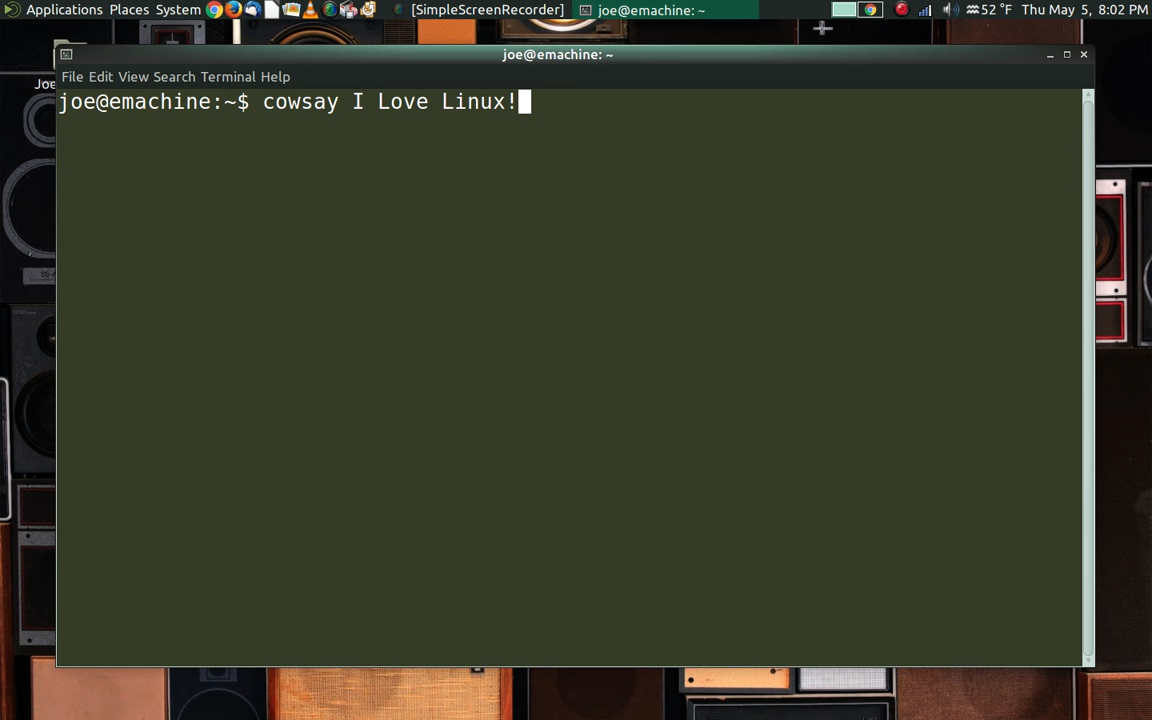 Applications Places System [SimpleScreenRecorder] joe@emachine: ~ 52 °F Thu May 5, 8:02 PM
joe@emachine: ~
Joe
File Edit View Search Terminal Help
joe@emachine:~$ cowsay I Love Linux!